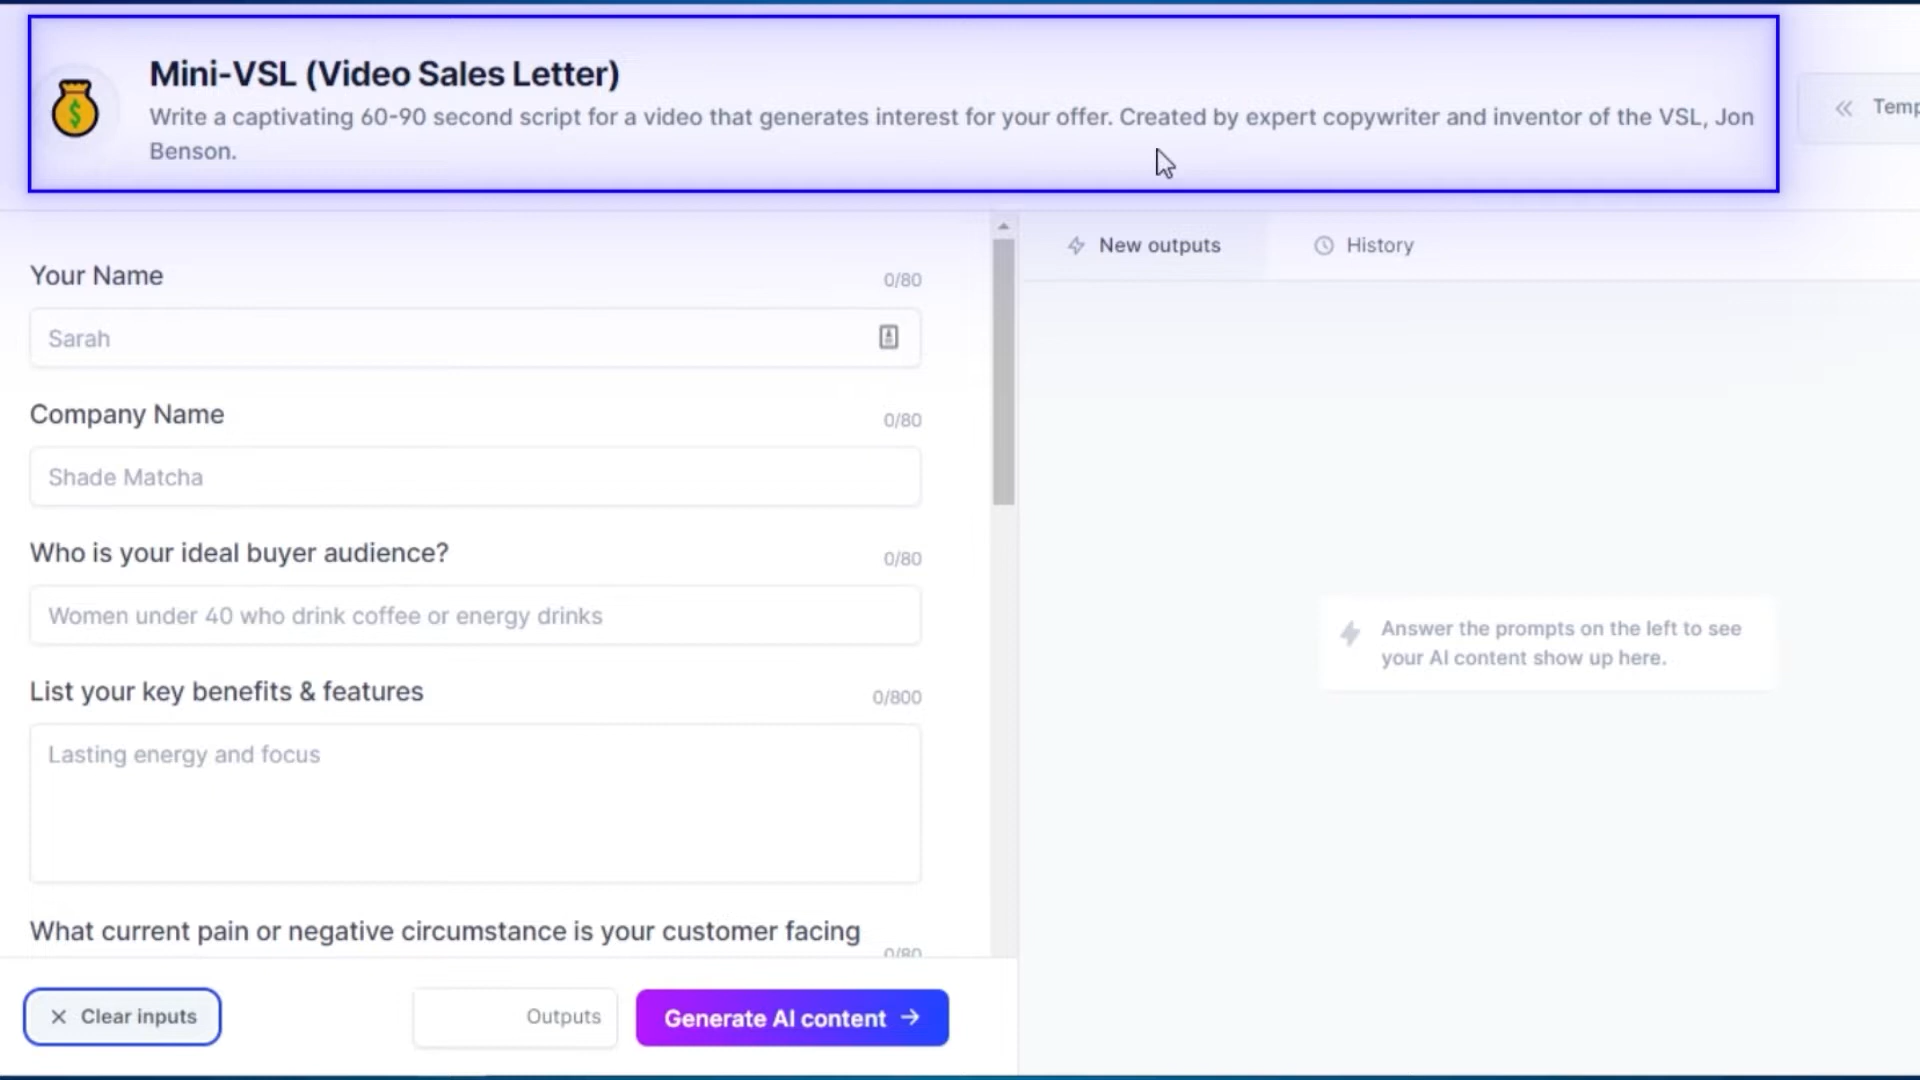 Mini-VSL (Video Sales Letter)
Write a captivating 60-90 second script for a video that generates interest for your offer. Created by expert copywriter and inventor of the VSL, Jon
Benson.
Your Name
0/80
Sarah
Company Name
0/80
Shade Matcha
Who is your ideal buyer audience?
0/80
Women under 40 who drink coffee or energy drinks
List your key benefits & features
0/800
Lasting energy and focus
What current pain or negative circumstance is your customer facing
0/80
Clear inputs
Outputs
Generate AI content
New outputs
History
Answer the prompts on the left to see
your AI content show up here.